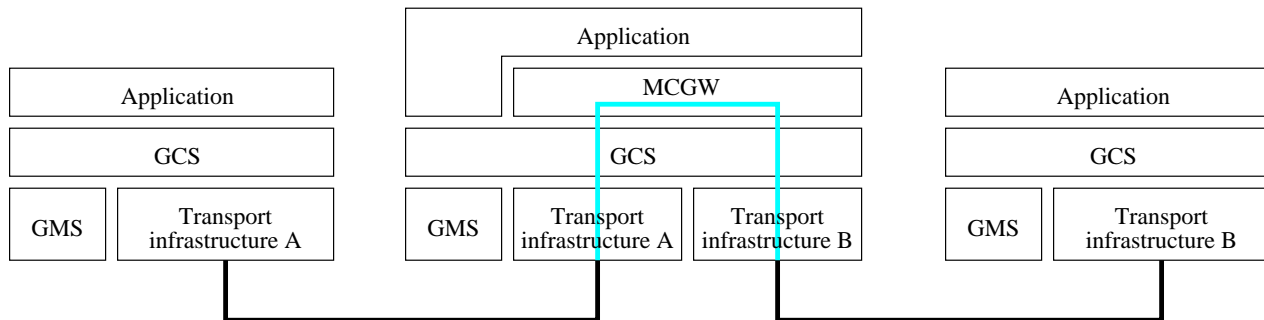 Application
GCS
GMS
Transport
infrastructure A
Application
MCGW
GCS
GMS
Transport
infrastructure A
Transport
infrastructure B
Application
GCS
GMS
Transport
infrastructure B